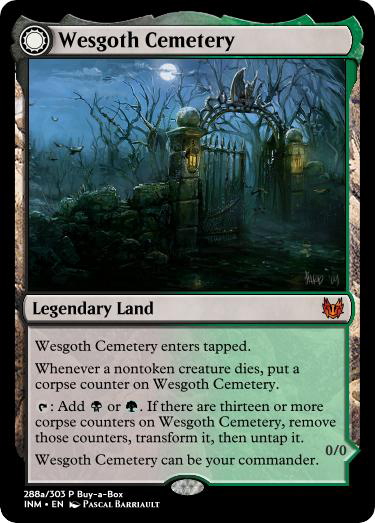 Wesgoth Cemetery
Legendary Land
Wesgoth Cemetery enters tapped.
Whenever a nontoken creature dies, put a
corpse counter on Wesgoth Cemetery.
: Add or . If there are thirteen or more
corpse counters on Wesgoth Cemetery, remove
those counters, transform it, then untap it.
0/0
Wesgoth Cemetery can be your commander.
288a/303 P Buy-a-Box
INM • EN Pascal Barriault